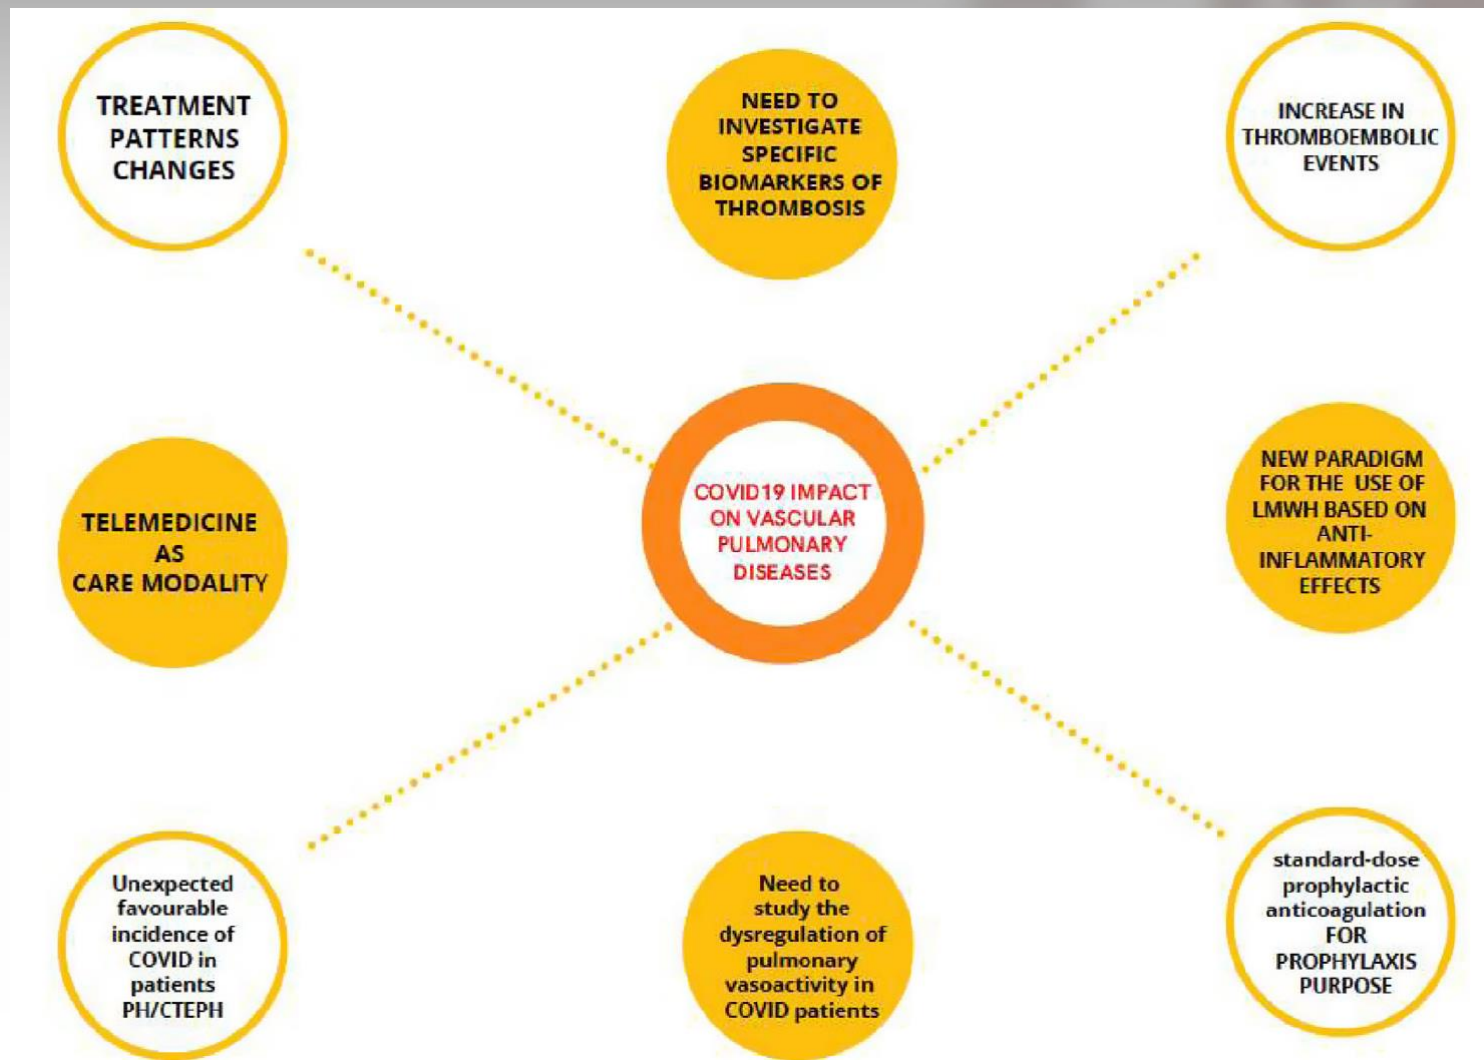 TREATMENT
PATTERNS
CHANGES
NEED TO
INVESTIGATE
SPECIFIC
BIOMARKERS OF
THROMBOSIS
INCREASE IN
THROMBOEMBOLIC
EVENTS
TELEMEDICINE
AS
CARE MODALITY
COVID19 IMPACT
ON VASCULAR
PULMONARY
DISEASES
NEW PARADIGM
FOR THE USE OF
LMWH BASED ON
ANTI-
INFLAMMATORY
EFFECTS
Unexpected
favourable
incidence of
COVID in
patients
PH/CTEPH
Need to
study the
dysregulation of
pulmonary
vasoactivity in
COVID patients
standard-dose
prophylactic
anticoagulation
FOR
PROPHYLAXIS
PURPOSE